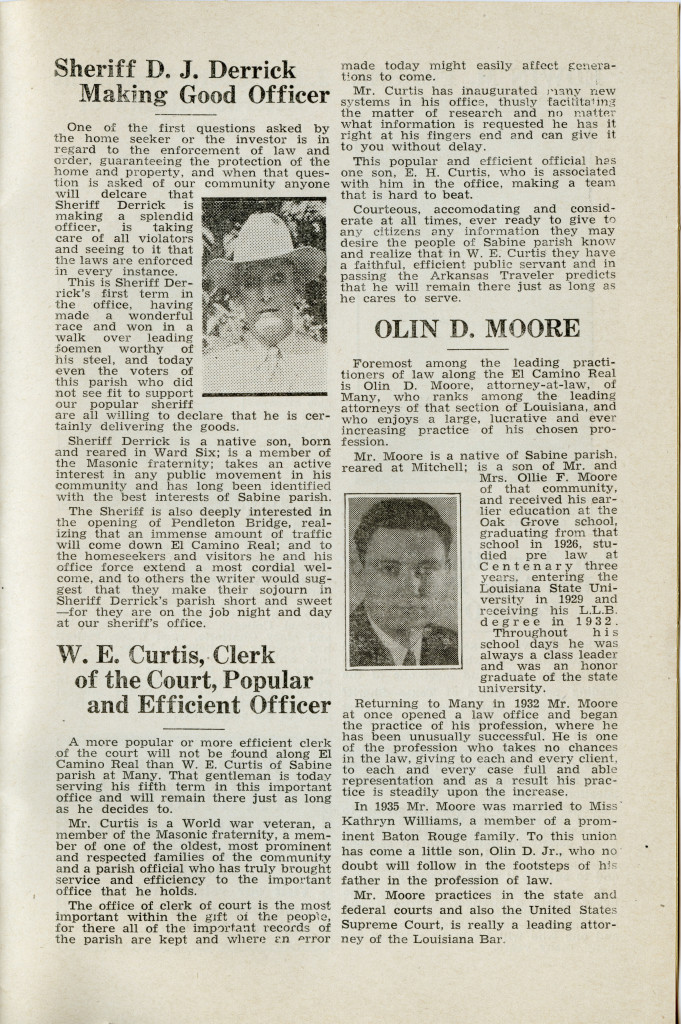 Sheriff D. J. Derrick
Making Good Officer
One of the first questions asked by
the home seeker or the investor is in
regard to the enforcement of law and
order, guaranteeing the protection of the
home and property, and when that ques-
tion is asked of our community anyone
will delcare that
Sheriff Derrick is
making a splendid
officer, is taking
care of all violators
and seeing to it that
the laws are enforced
in every instance.
This is Sheriff Der-
rick's first term in
the office, having
made a wonderful
race and won in a
walk over leading
foemen worthy of
his steel, and today
even the voters of
this parish who did
not see fit to support
our popular sheriff
are all willing to declare that he is cer-
tainly delivering the goods.
Sheriff Derrick is a native son, born
and reared in Ward Six; is a member of
the Masonic fraternity; takes an active
interest in any public movement in his
community and has long been identified
with the best interests of Sabine parish.
The Sheriff is also deeply interested in
the opening of Pendleton Bridge, real-
izing that an immense amount of traffic
will come down El Camino Real; and to
the homeseekers and visitors he and his
office force extend a most cordial wel-
come, and to others the writer would sug-
gest that they make their sojourn in
Sheriff Derrick's parish short and sweet
—for they are on the job night and day
at our sheriff's office.
W. E. Curtis, Clerk
of the Court, Popular
and Efficient Officer
A more popular or more efficient clerk
of the court will not be found along El
Camino Real than W. E. Curtis of Sabine
parish at Many. That gentleman is today
serving his fifth term in this important
office and will remain there just as long
as he decides to.
Mr. Curtis is a World war veteran, a
member of the Masonic fraternity, a mem-
ber of one of the oldest, most prominent
and respected families of the community
and a parish official who has truly brought
service and efficiency to the important
office that he holds.
The office of clerk of court is the most
important within the gift of the people,
for there all of the important records of
the parish are kept and where an error
made today might easily affect genera-
tions to come.
Mr. Curtis has inaugurated many new
systems in his office, thusly facilitating
the matter of research and no matter
what information is requested he has it
right at his fingers end and can give it
to you without delay.
This popular and efficient official has
one son, E. H. Curtis, who is associated
with him in the office, making a team
that is hard to beat.
Courteous, accomodating and consid-
erate at all times, ever ready to give to
any citizens any information they may
desire the people of Sabine parish know
and realize that in W. E. Curtis they have
a faithful, efficient public servant and in
passing the Arkansas Traveler predicts
that he will remain there just as long as
he cares to serve.
OLIN D. MOORE
Foremost among the leading practi-
tioners of law along the El Camino Real
is Olin D. Moore, attorney-at-law, of
Many, who ranks among the leading
attorneys of that section of Louisiana, and
who enjoys a large, lucrative and ever
increasing practice of his chosen pro-
fession.
Mr. Moore is a native of Sabine parish,
reared at Mitchell; is a son of Mr. and
Mrs. Ollie F. Moore
of that community,
and received his ear-
lier education at the
Oak Grove school,
graduating from that
school in 1926, stu-
died pre law at
Centenary three
years, entering the
Louisiana State Uni-
versity in 1929 and
receiving his L.L.B.
degree in 1932.
Throughout his
school days he was
always a class leader
and was an honor
graduate of the state
university.
Returning to Many in 1932 Mr. Moore
at once opened a law office and began
the practice of his profession, where he
has been unusually successful. He is one
of the profession who takes no chances
in the law, giving to each and every client,
to each and every case full and able
representation and as a result his prac-
tice is steadily upon the increase.
In 1935 Mr. Moore was married to Miss
Kathryn Williams, a member of a prom-
inent Baton Rouge family. To this union
has come a little son, Olin D. Jr., who no
doubt will follow in the footsteps of his
father in the profession of law.
Mr. Moore practices in the state and
federal courts and also the United States
Supreme Court, is really a leading attor-
ney of the Louisiana Bar.